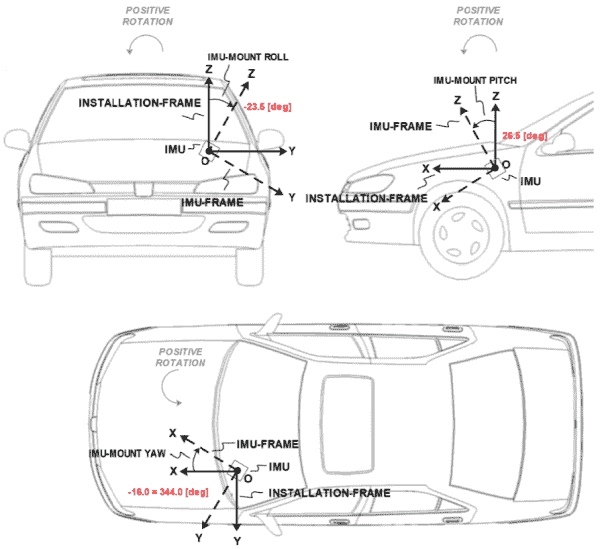 POSITIVE
ROTATION
IMU-MOUNT ROLL
Z
Z
INSTALLATION-FRAME
-23.5 [deg]
IMU
O
Y
IMU-FRAME
Y
POSITIVE
ROTATION
IMU-MOUNT PITCH
Z
Z
IMU-FRAME
26.5 [deg]
X
O
IMU
INSTALLATION-FRAME
X
POSITIVE
ROTATION
X
IMU-FRAME
IMU-MOUNT YAW
X
IMU
O
-16.0 = 344.0 [deg]
INSTALLATION-FRAME
Y
Y